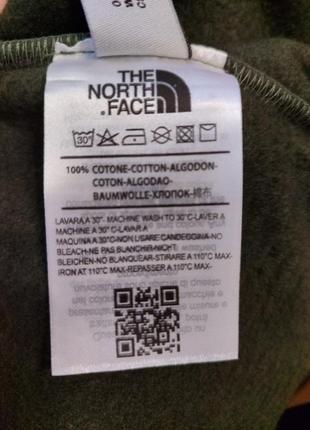 THE
NORTH
FACE
30°
100% COTONE-COTTON-ALGODON-
COTON-ALGODAO-
BAUMWOLLE-ХЛОПОК-棉布
LAVARA A 30°- MACHINE WASH TO 30°C-LAVER A
MACHINE A 30°C-LAVAR A
MAQUINA A 30°C-NON USARE CANDEGGINA-NO
BLEACH-NE PAS BLANCHIR-NICHT
BLEICHEN-NO BLANQUEAR-STIRARE A 110°C MAX-
IRON AT 110°C MAX-REPASSER A 110°C MAX-